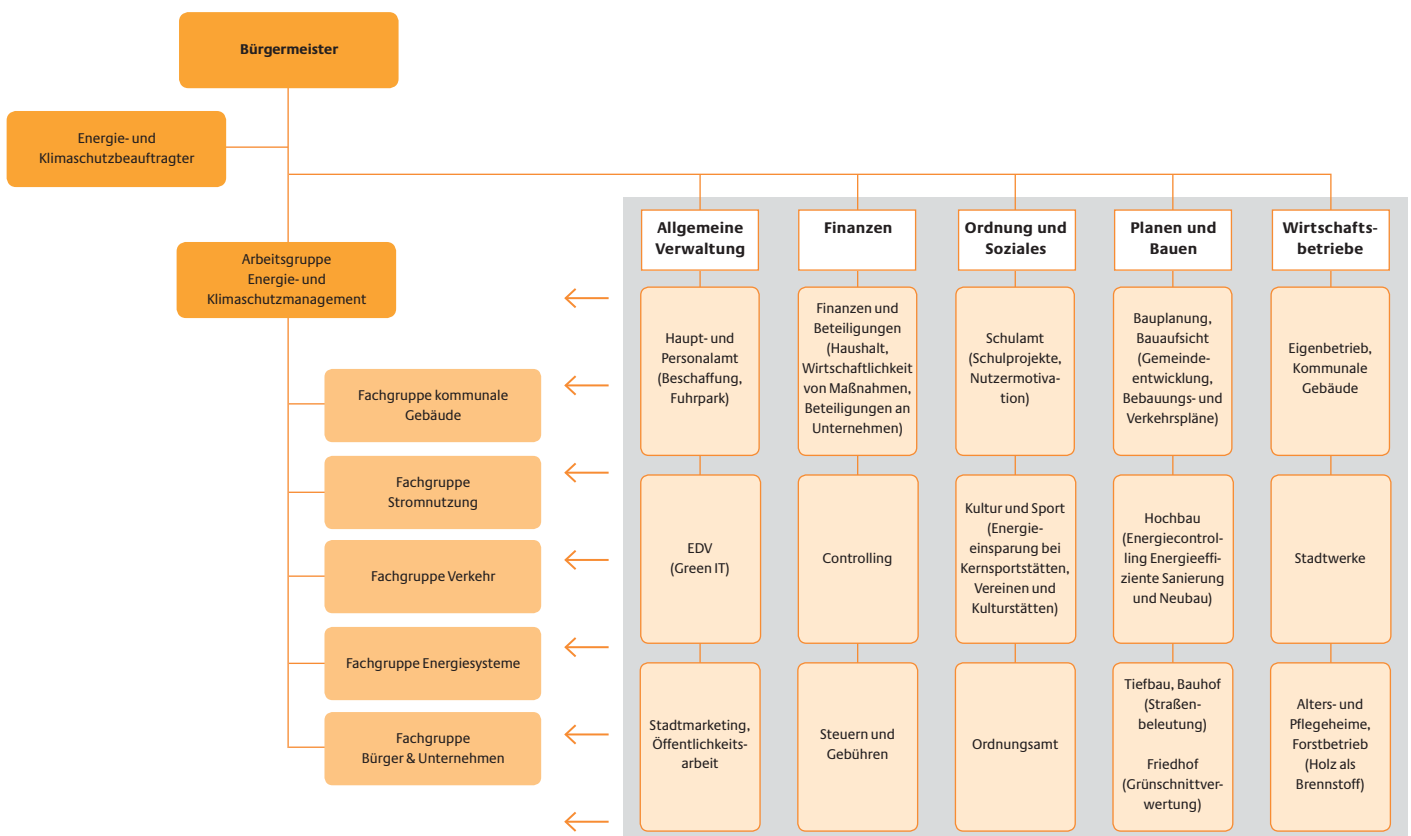 Bürgermeister
Energie- und
Klimaschutzbeauftragter
Arbeitsgruppe
Energie- und
Klimaschutzmanagement
Fachgruppe kommunale
Gebäude
Fachgruppe
Stromnutzung
Fachgruppe Verkehr
Fachgruppe Energiesysteme
Fachgruppe
Bürger & Unternehmen
Allgemeine
Verwaltung
Haupt- und
Personalamt
(Beschaffung,
Fuhrpark)
EDV
(Green IT)
Stadtmarketing,
Öffentlichkeits-
arbeit
Finanzen
Finanzen und
Beteiligungen
(Haushalt,
Wirtschaftlichkeit
von Maßnahmen,
Beteiligungen an
Unternehmen)
Controlling
Steuern und
Gebühren
Ordnung und
Soziales
Schulamt
(Schulprojekte,
Nutzermotiva-
tion)
Kultur und Sport
(Energie-
einsparung bei
Kernsportstätten,
Vereinen und
Kulturstätten)
Ordnungsamt
Planen und
Bauen
Bauplanung,
Bauaufsicht
(Gemeinde-
entwicklung,
Bebauungs- und
Verkehrspläne)
Hochbau
(Energiecontrol-
ling Energieeffi-
ziente Sanierung
und Neubau)
Tiefbau, Bauhof
(Straßen-
beleutung)
Friedhof
(Grünschnittver-
wertung)
Wirtschafts-
betriebe
Eigenbetrieb,
Kommunale
Gebäude
Stadtwerke
Alters- und
Pflegeheime,
Forstbetrieb
(Holz als
Brennstoff)